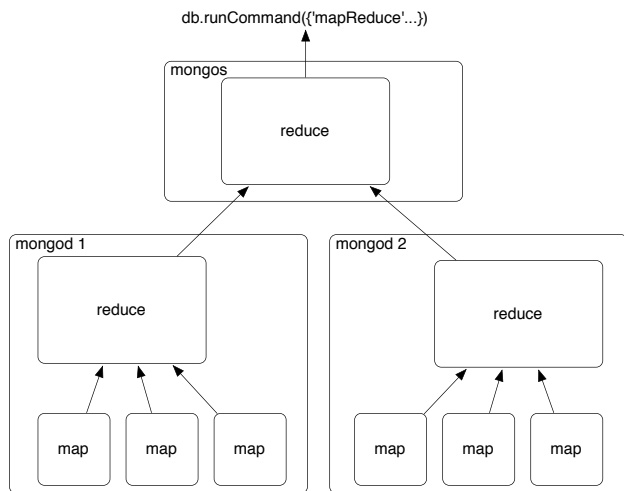 db.runCommand({'mapReduce'...})
mongos
reduce
mongod 1
mongod 2
reduce
reduce
map
map
map
map
map
map